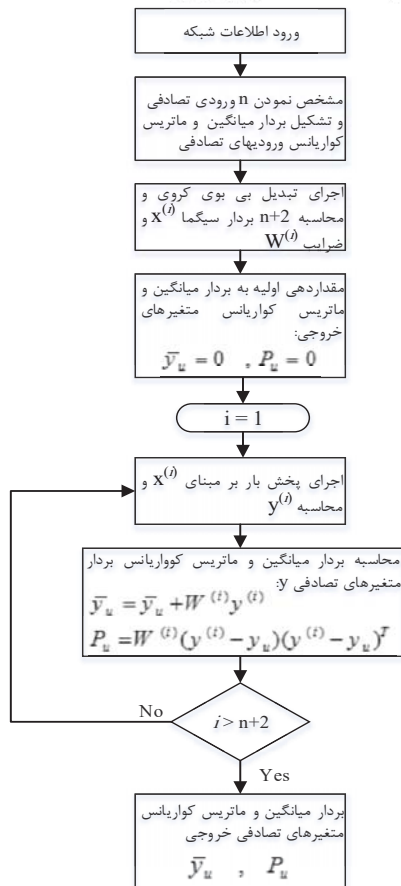 ورود اطلاعات شبکه
مشخص نمودن n ورودی تصادفی
و تشکیل بردار میانگین و ماتریس
کواریانس ورودیهای تصادفی
اجرای تبدیل بی بوی کروی و
محاسبه n+2 بردار سیگما x^(i) و
ضرایب W^(i)
مقداردهی اولیه به بردار میانگین و
ماتریس کواریانس متغیرهای
خروجی:
ȳ_u = 0 , P_u = 0
i = 1
اجرای پخش بار بر مبنای x^(i) و
محاسبه y^(i)
محاسبه بردار میانگین و ماتریس کوواریانس بردار
متغیرهای تصادفی y:
ȳ_u = ȳ_u + W^(i) y^(i)
P_u = W^(i) (y^(i) − y_u)(y^(i) − y_u)^T
No
i > n+2
Yes
بردار میانگین و ماتریس کواریانس
متغیرهای تصادفی خروجی
ȳ_u , P_u